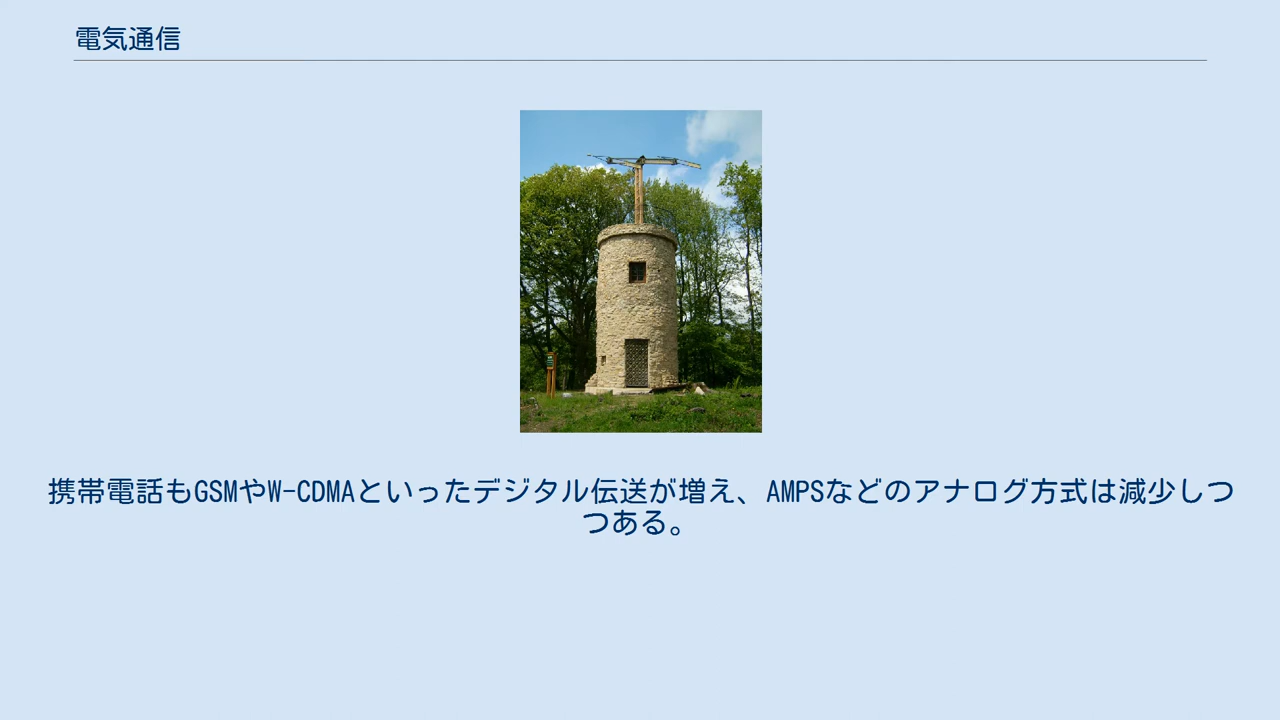 電気通信
携帯電話もGSMやW-CDMAといったデジタル伝送が増え、AMPSなどのアナログ方式は減少しつ
つある。